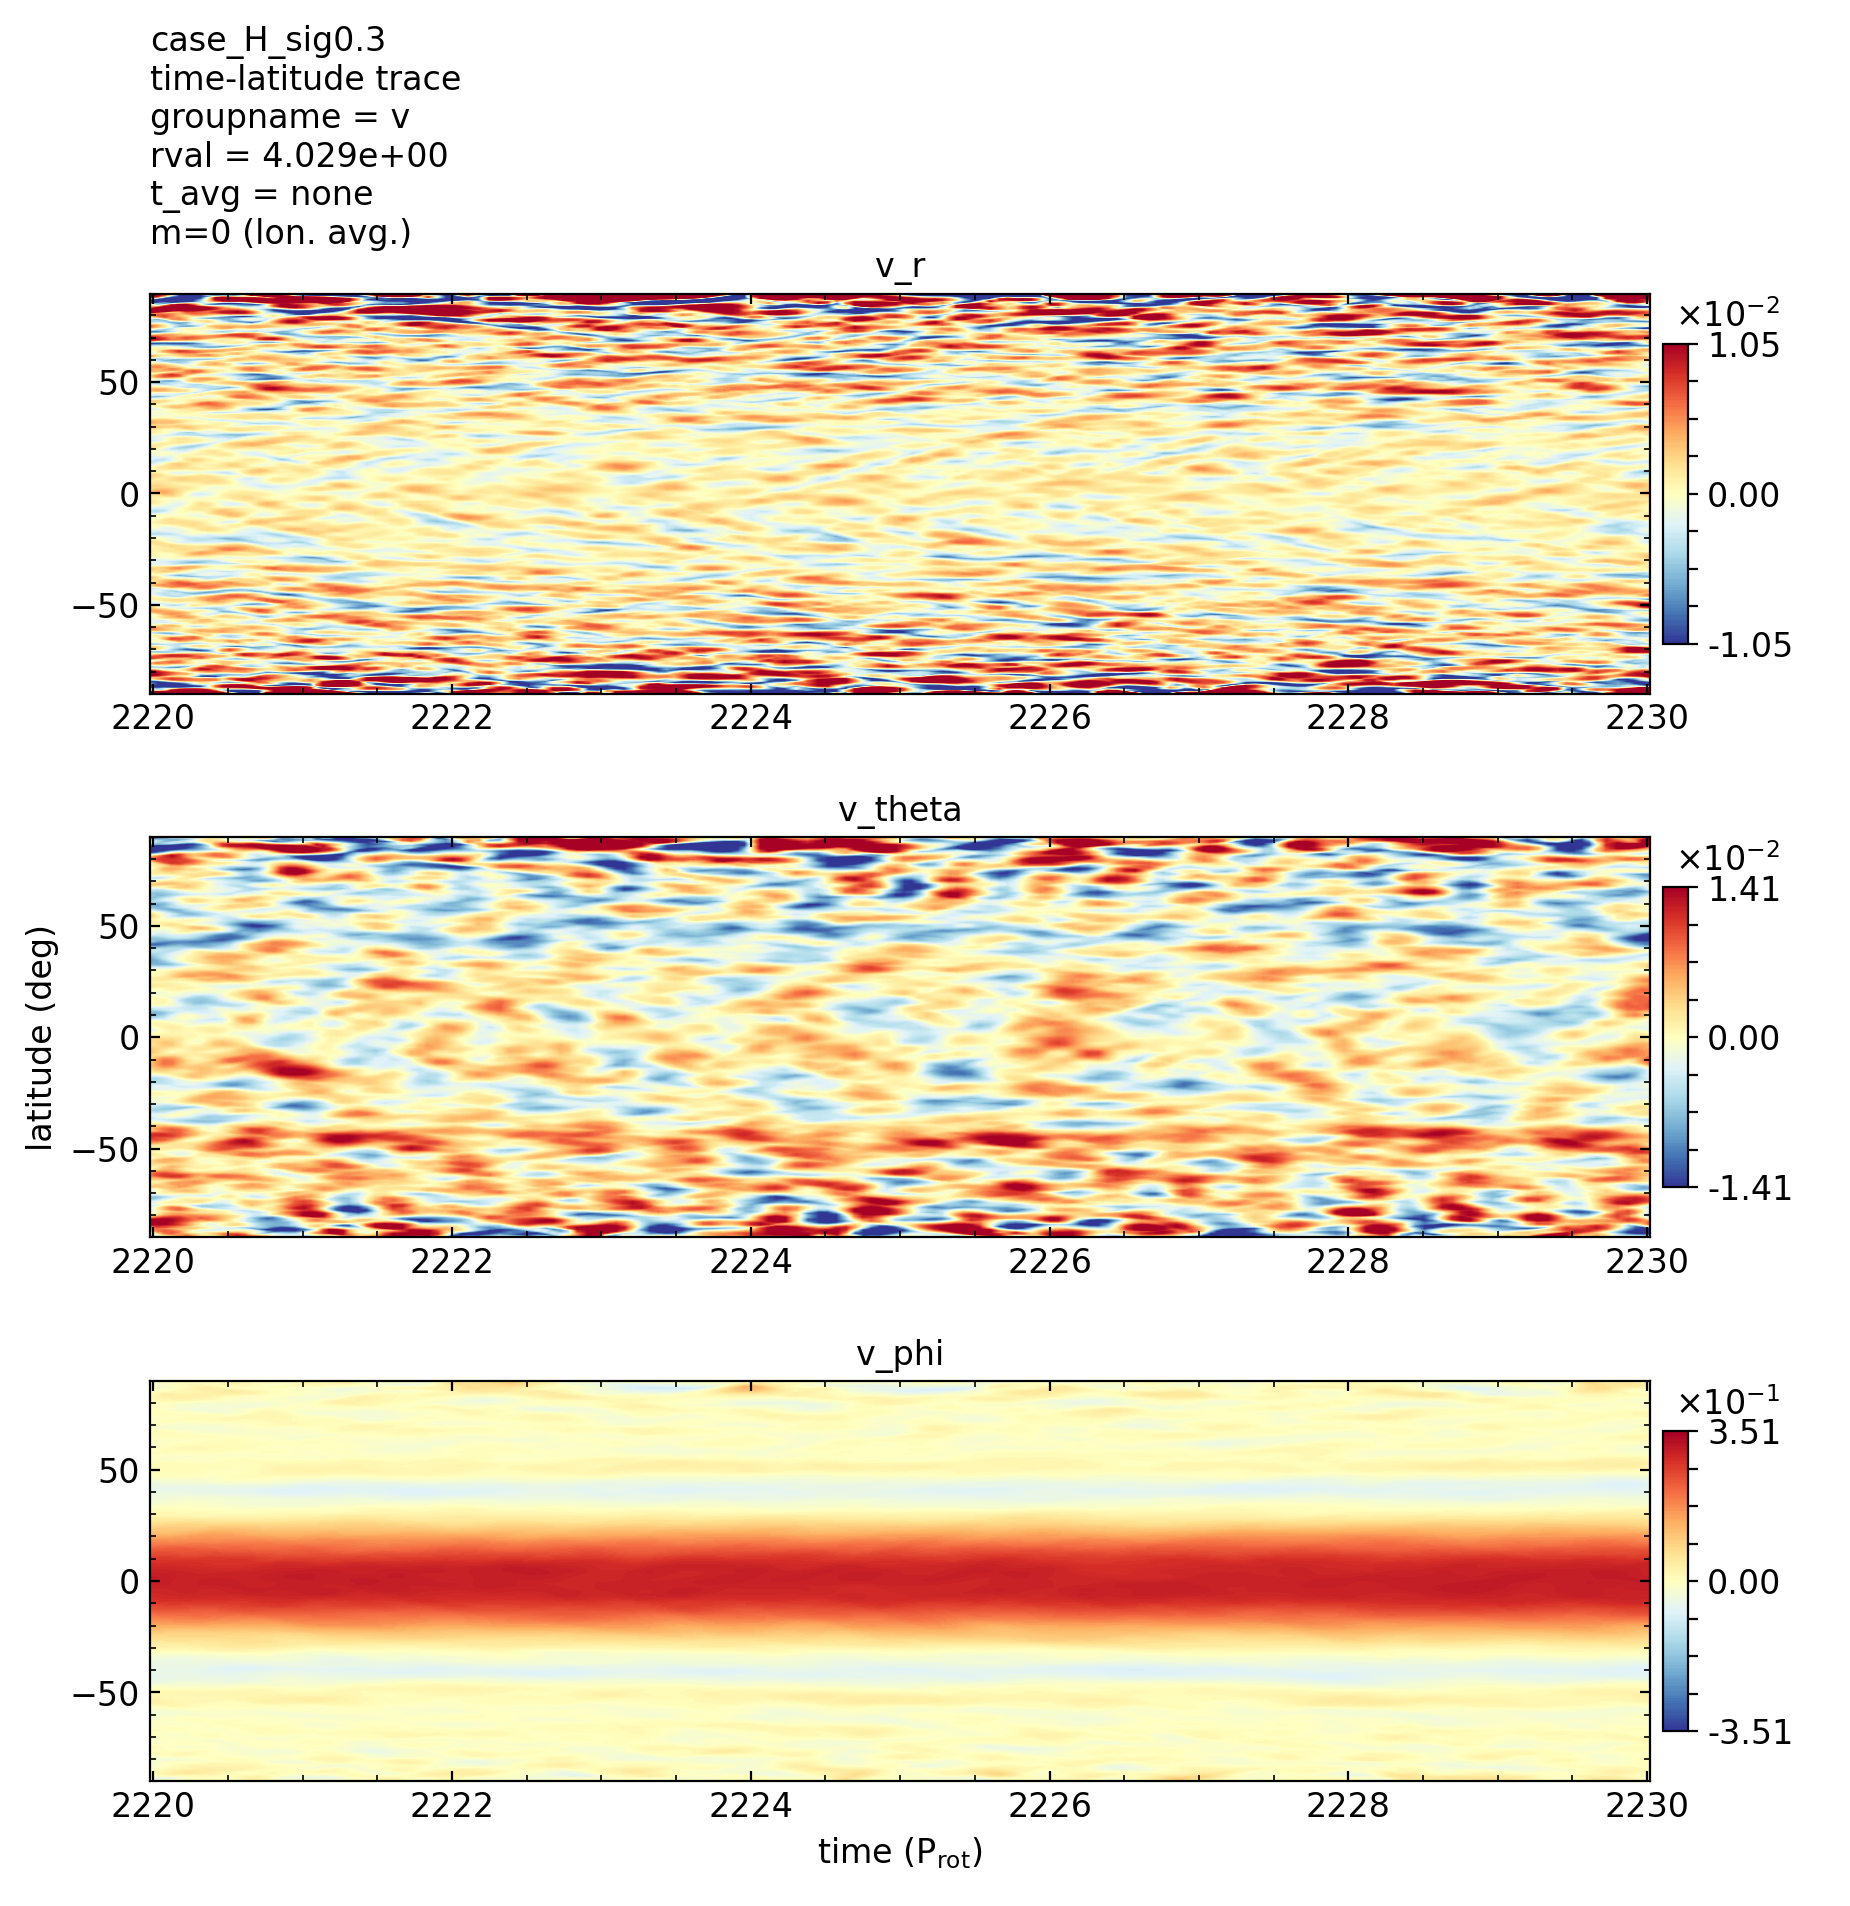 case_H_sig0.3
time-latitude trace
groupname = v
rval = 4.029e+00
t_avg = none
m=0 (lon. avg.)
v_r
×10⁻²
1.05
0.00
-1.05
50
0
−50
2220 2222 2224 2226 2228 2230
v_theta
×10⁻²
1.41
0.00
-1.41
latitude (deg)
50
0
−50
2220 2222 2224 2226 2228 2230
v_phi
×10⁻¹
3.51
0.00
-3.51
50
0
−50
2220 2222 2224 2226 2228 2230
time (P_rot)